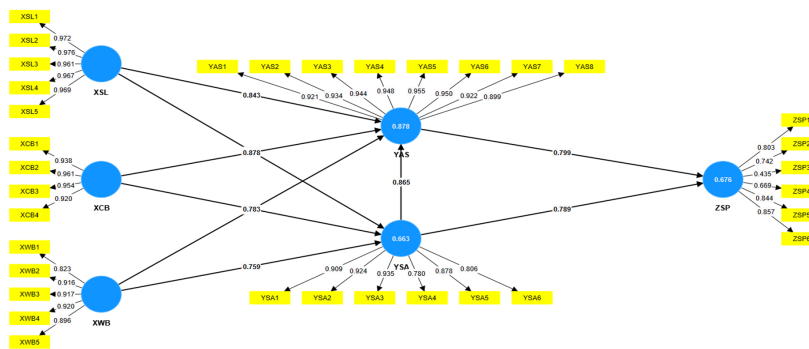 XSL1
XSL2
XSL3
XSL4
XSL5
0.972
0.976
0.961
0.967
0.969
XSL
XCB1
XCB2
XCB3
XCB4
0.938
0.961
0.954
0.920
XCB
XWB1
XWB2
XWB3
XWB4
XWB5
0.823
0.916
0.917
0.920
0.896
XWB
0.843
0.878
0.783
0.759
YAS1 YAS2 YAS3 YAS4 YAS5 YAS6 YAS7 YAS8
0.921 0.934 0.944 0.948 0.955 0.950 0.922 0.899
0.878
YAS
0.865
0.663
YSA
0.909 0.924 0.935 0.780 0.878 0.806
YSA1 YSA2 YSA3 YSA4 YSA5 YSA6
0.799
0.789
0.676
ZSP
0.803
0.742
0.435
0.669
0.844
0.857
ZSP1
ZSP2
ZSP3
ZSP4
ZSP5
ZSP6